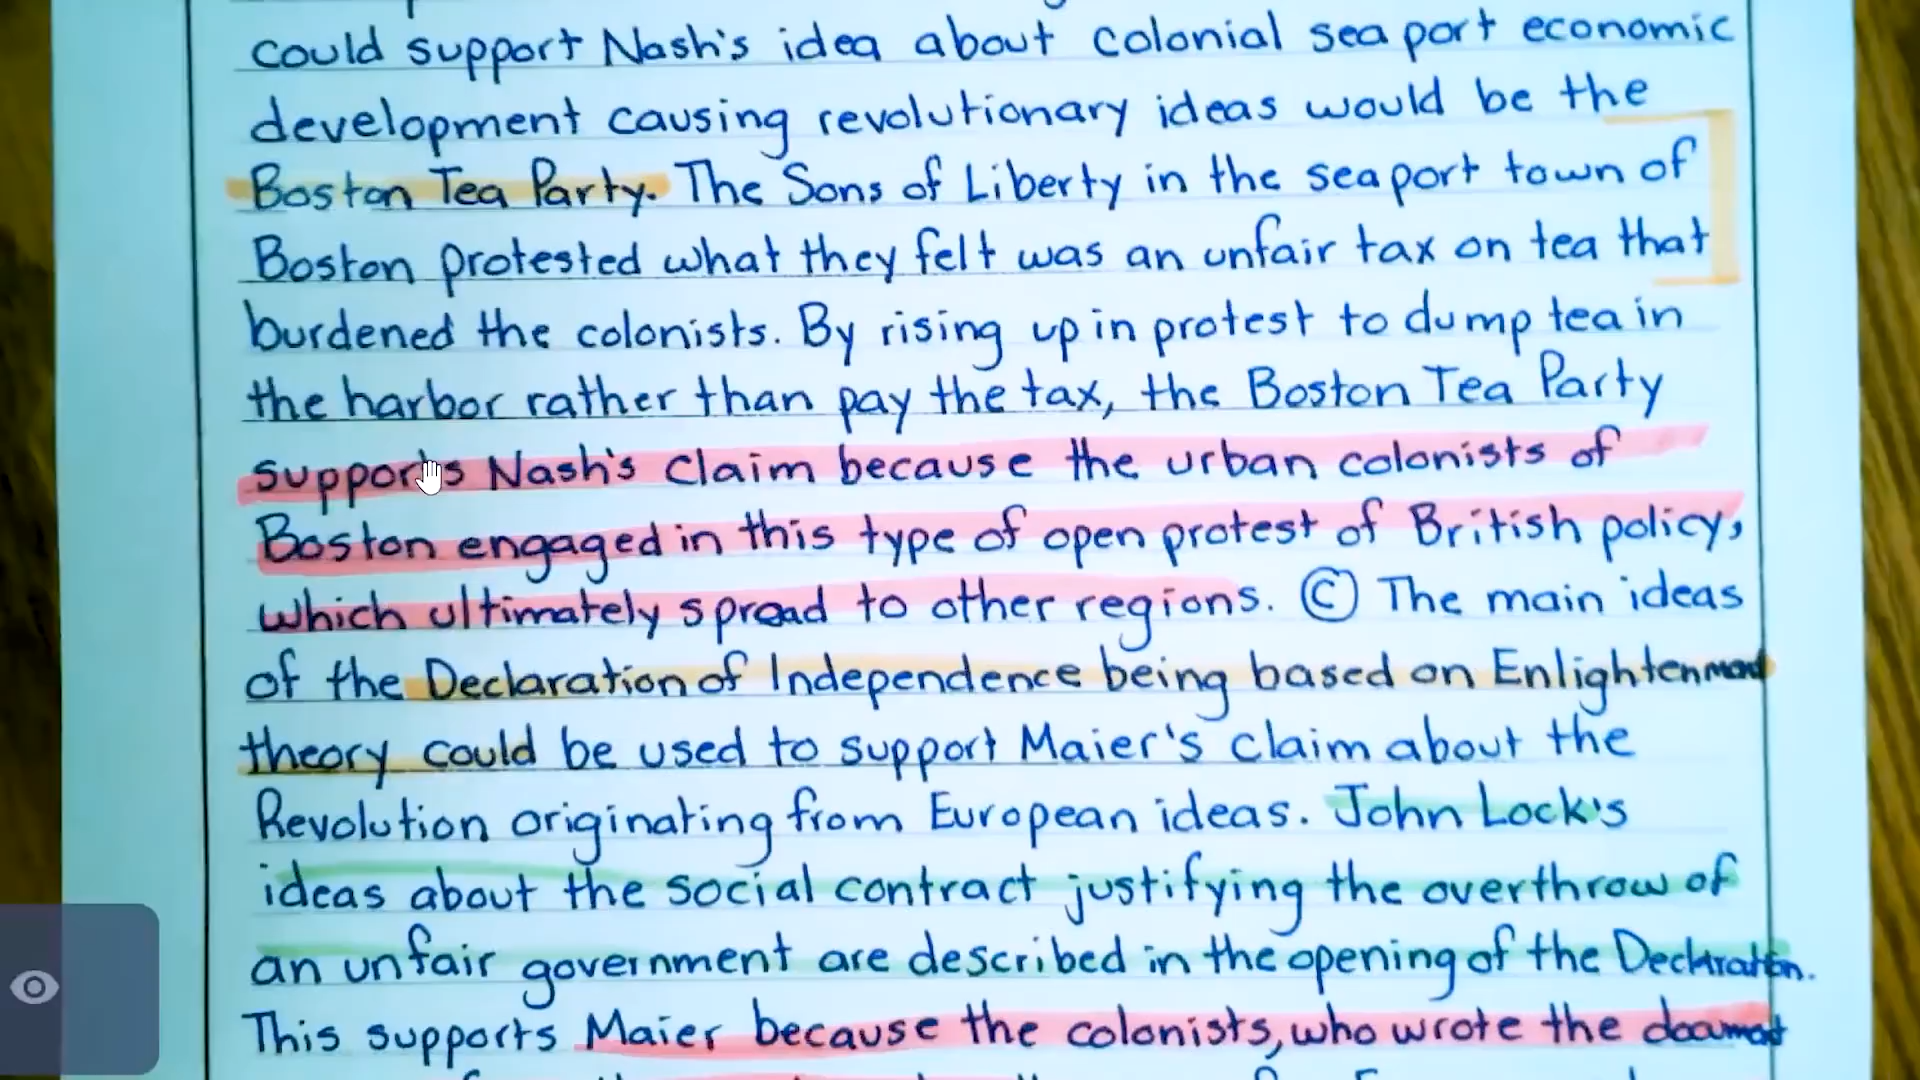 could support Nash's idea about colonial seaport economic
development causing revolutionary ideas would be the
Boston Tea Party. The Sons of Liberty in the seaport town of
Boston protested what they felt was an unfair tax on tea that
burdened the colonists. By rising up in protest to dump tea in
the harbor rather than pay the tax, the Boston Tea Party
supports Nash's claim because the urban colonists of
Boston engaged in this type of open protest of British policy,
which ultimately spread to other regions. Ⓒ The main ideas
of the Declaration of Independence being based on Enlightenment
theory could be used to support Maier's claim about the
Revolution originating from European ideas. John Lock's
ideas about the social contract justifying the overthrow of
an unfair government are described in the opening of the Declaration.
This supports Maier because the colonists, who wrote the document